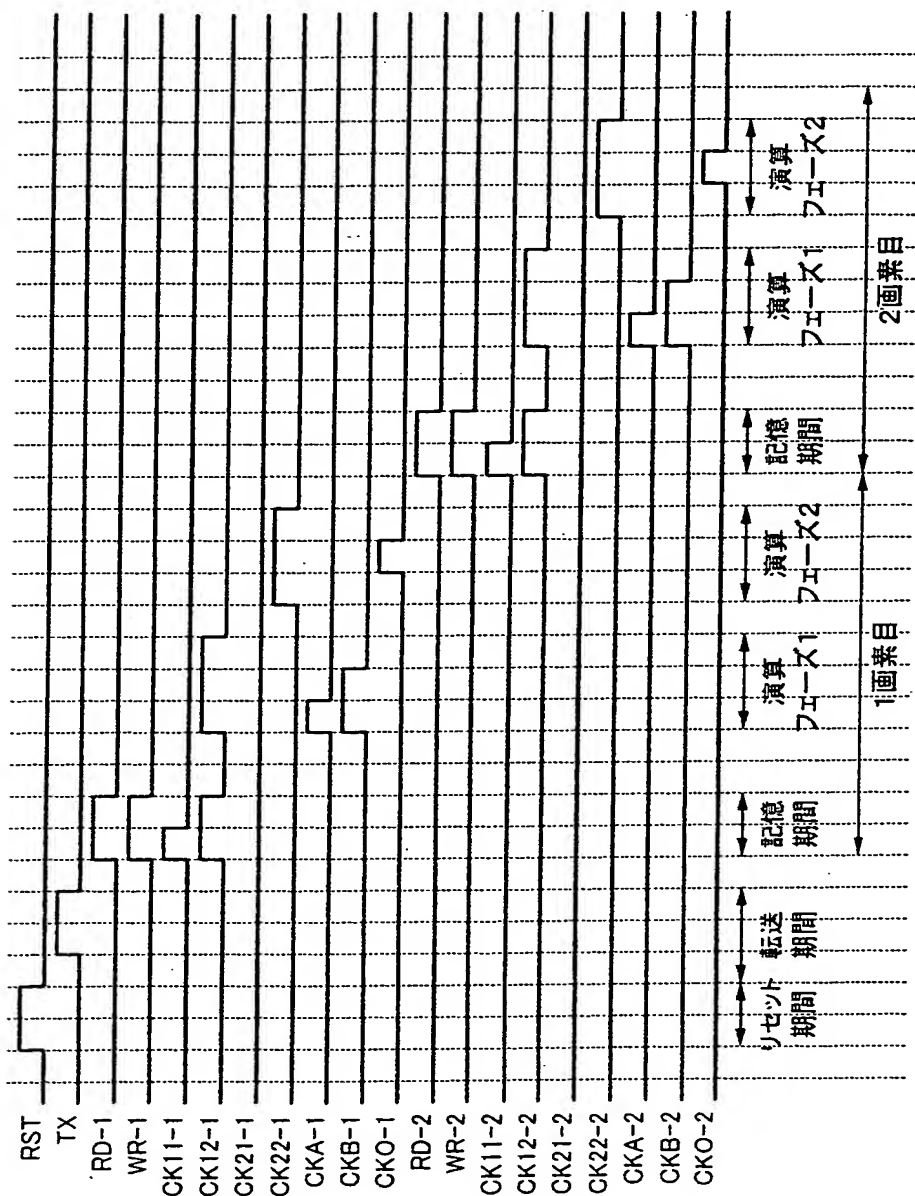 RST
TX
RD-1
WR-1
CK11-1
CK12-1
CK21-1
CK22-1
CKA-1
CKB-1
CKO-1
RD-2
WR-2
CK11-2
CK12-2
CK21-2
CK22-2
CKA-2
CKB-2
CKO-2
リセット
期間
転送
期間
記憶
期間
演算
フェーズ1
演算
フェーズ2
記憶
期間
演算
フェーズ1
演算
フェーズ2
1画素目
2画素目